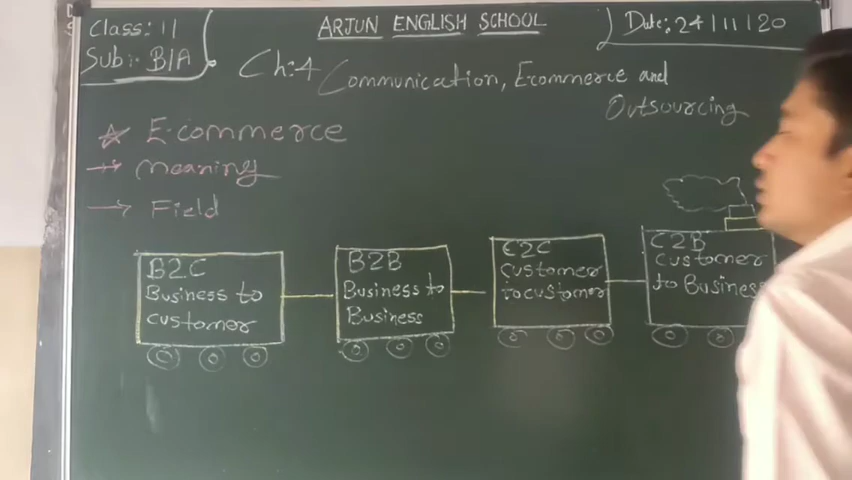 Class: 11
Sub:- B/A
ARJUN ENGLISH SCHOOL
Date: 24/11/20
Ch:4 Communication, Ecommerce and
Outsourcing
E-commerce
Meaning
Field
B2C
Business to
customer
B2B
Business to
Business
C2C
customer
to customer
C2B
customer
to Business